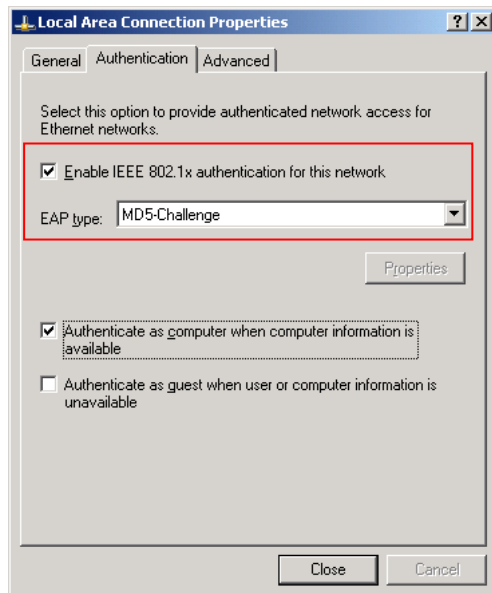 Local Area Connection Properties
General Authentication Advanced
Select this option to provide authenticated network access for
Ethernet networks.
Enable IEEE 802.1x authentication for this network
EAP type: MD5-Challenge
Properties
Authenticate as computer when computer information is
available
Authenticate as guest when user or computer information is
unavailable
Close Cancel